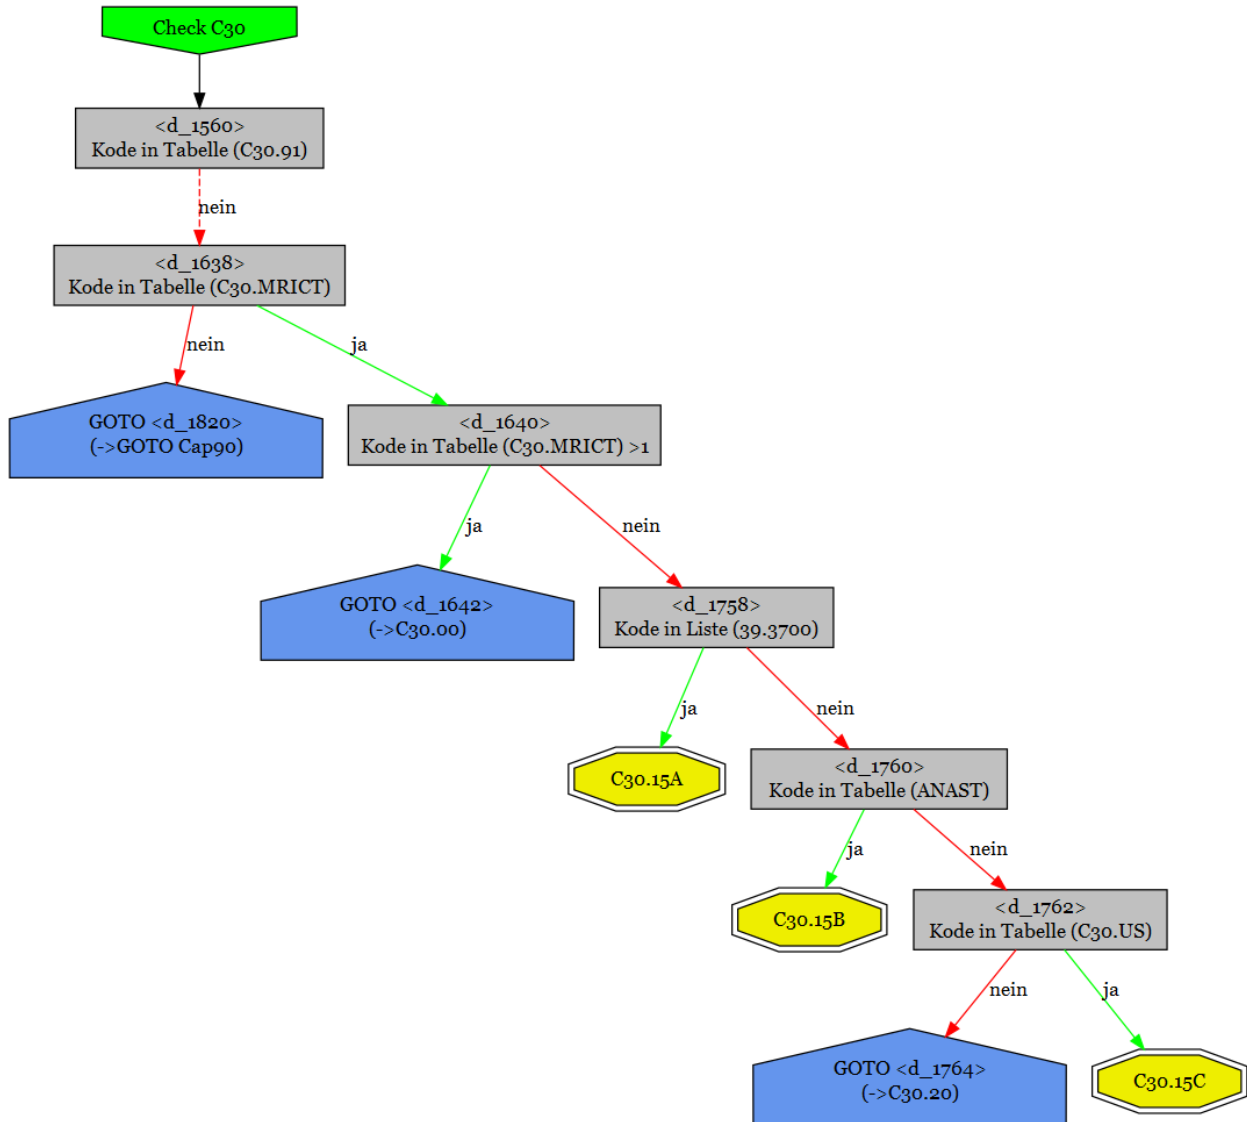 Check C30
<d_1560>
Kode in Tabelle (C30.91)
nein
<d_1638>
Kode in Tabelle (C30.MRICT)
nein
ja
GOTO <d_1820>
(->GOTO Cap90)
<d_1640>
Kode in Tabelle (C30.MRICT) >1
ja
nein
GOTO <d_1642>
(->C30.00)
<d_1758>
Kode in Liste (39.3700)
ja
nein
C30.15A
<d_1760>
Kode in Tabelle (ANAST)
ja
nein
C30.15B
<d_1762>
Kode in Tabelle (C30.US)
nein
ja
GOTO <d_1764>
(->C30.20)
C30.15C